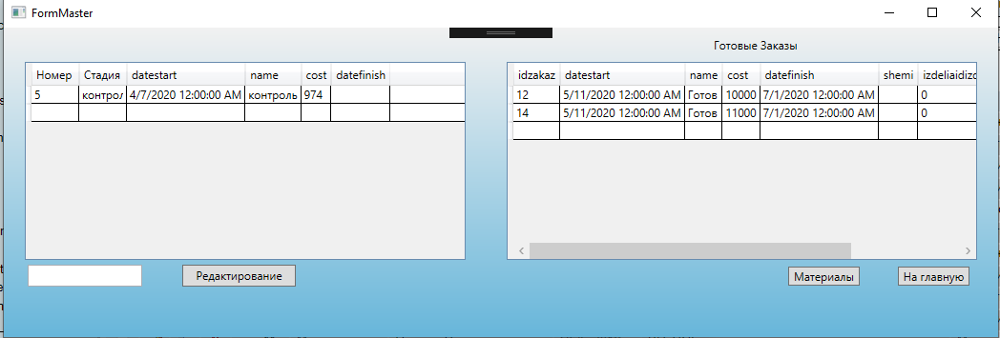 FormMaster
Готовые Заказы
Номер Стадия datestart name cost datefinish
5 контрол 4/7/2020 12:00:00 AM контроль 974
idzakaz datestart name cost datefinish shemi izdeliaidizd
12 5/11/2020 12:00:00 AM Готов 10000 7/1/2020 12:00:00 AM 0
14 5/11/2020 12:00:00 AM Готов 11000 7/1/2020 12:00:00 AM 0
Редактирование
Материалы На главную